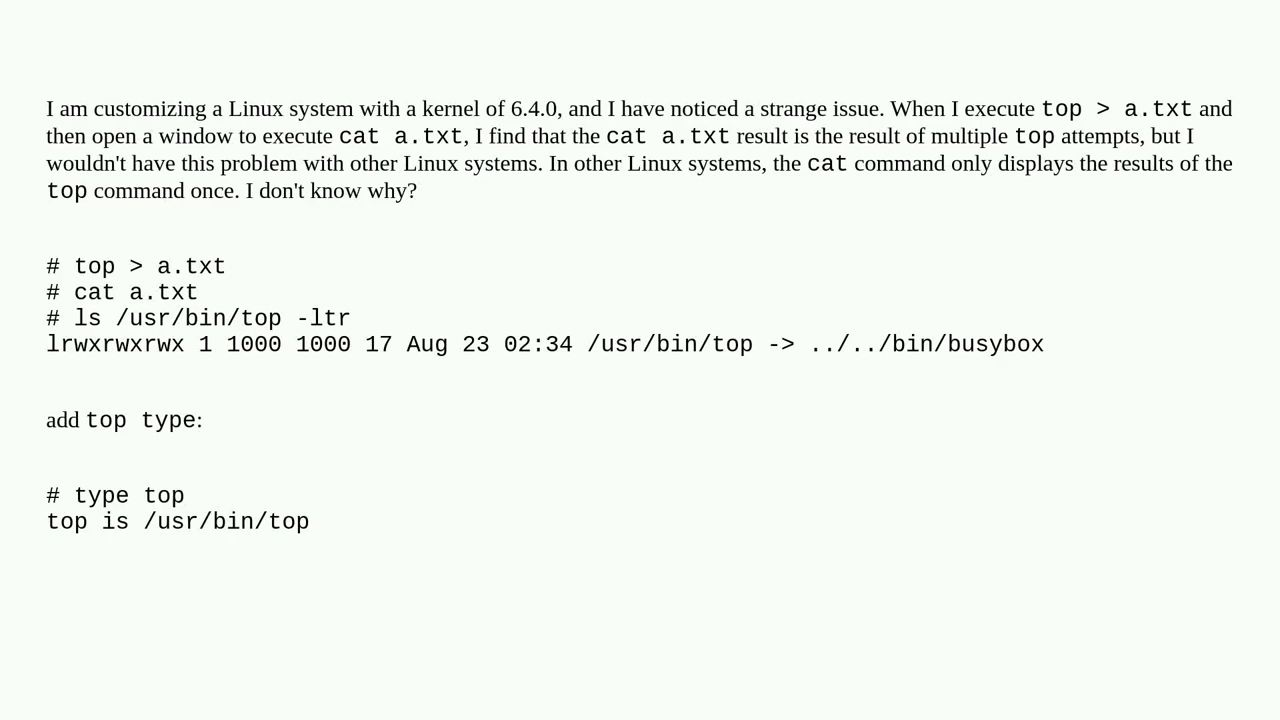 I am customizing a Linux system with a kernel of 6.4.0, and I have noticed a strange issue. When I execute top > a.txt and
then open a window to execute cat a.txt, I find that the cat a.txt result is the result of multiple top attempts, but I
wouldn't have this problem with other Linux systems. In other Linux systems, the cat command only displays the results of the
top command once. I don't know why?
# top > a.txt
# cat a.txt
# ls /usr/bin/top -ltr
lrwxrwxrwx 1 1000 1000 17 Aug 23 02:34 /usr/bin/top -> ../../bin/busybox
add top type:
# type top
top is /usr/bin/top